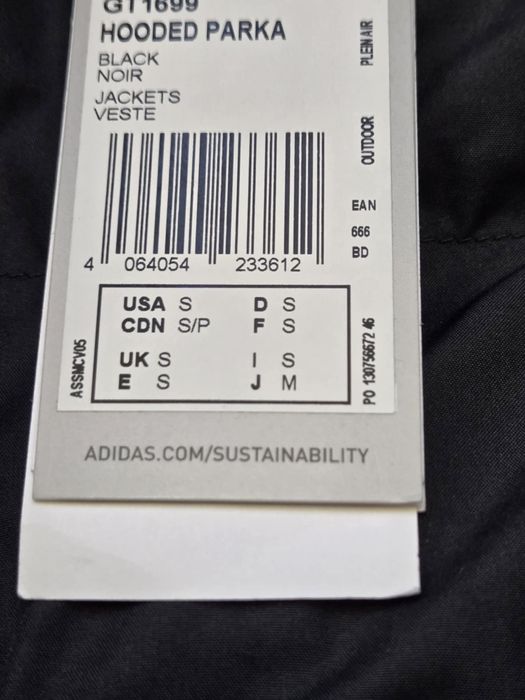 GT1699
HOODED PARKA
BLACK
NOIR
JACKETS
VESTE
PLEIN AIR
OUTDOOR
EAN
666
BD
4 064054 233612
USA S D S
CDN S/P F S
UK S I S
E S J M
ASSMCV05
PO 130756672 46
ADIDAS.COM/SUSTAINABILITY